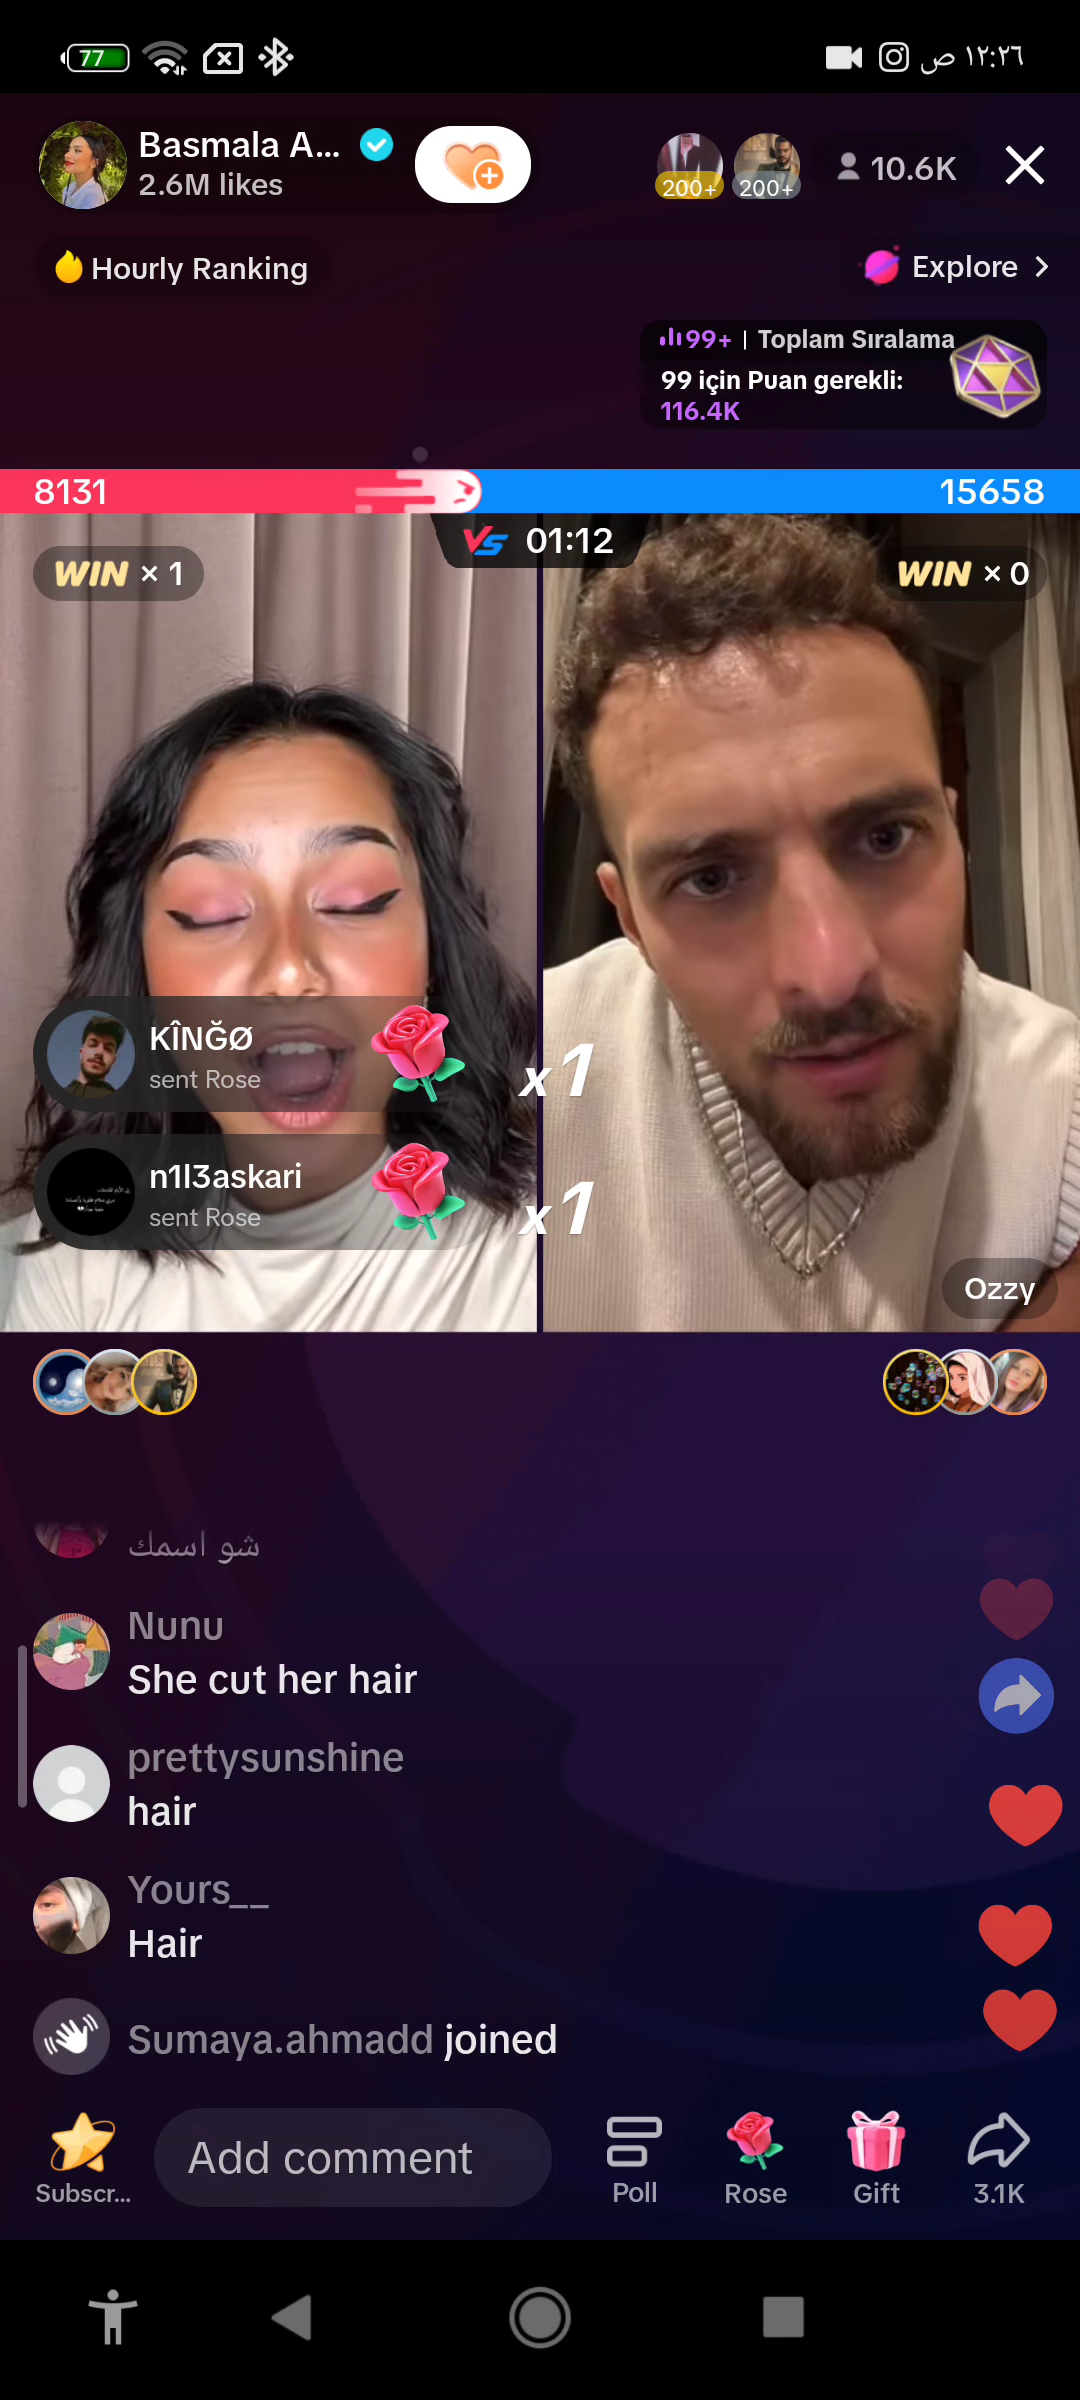 77
١٢:٢٦ ص
Basmala A...
2.6M likes
200+
200+
10.6K
Hourly Ranking
Explore
99+ | Toplam Sıralama
99 için Puan gerekli:
116.4K
8131
15658
VS 01:12
WIN × 1
WIN × 0
KÎNĞØ
sent Rose
x1
n1l3askari
sent Rose
x1
Ozzy
شو اسمك
Nunu
She cut her hair
prettysunshine
hair
Yours__
Hair
Sumaya.ahmadd joined
Subscr...
Add comment
Poll
Rose
Gift
3.1K